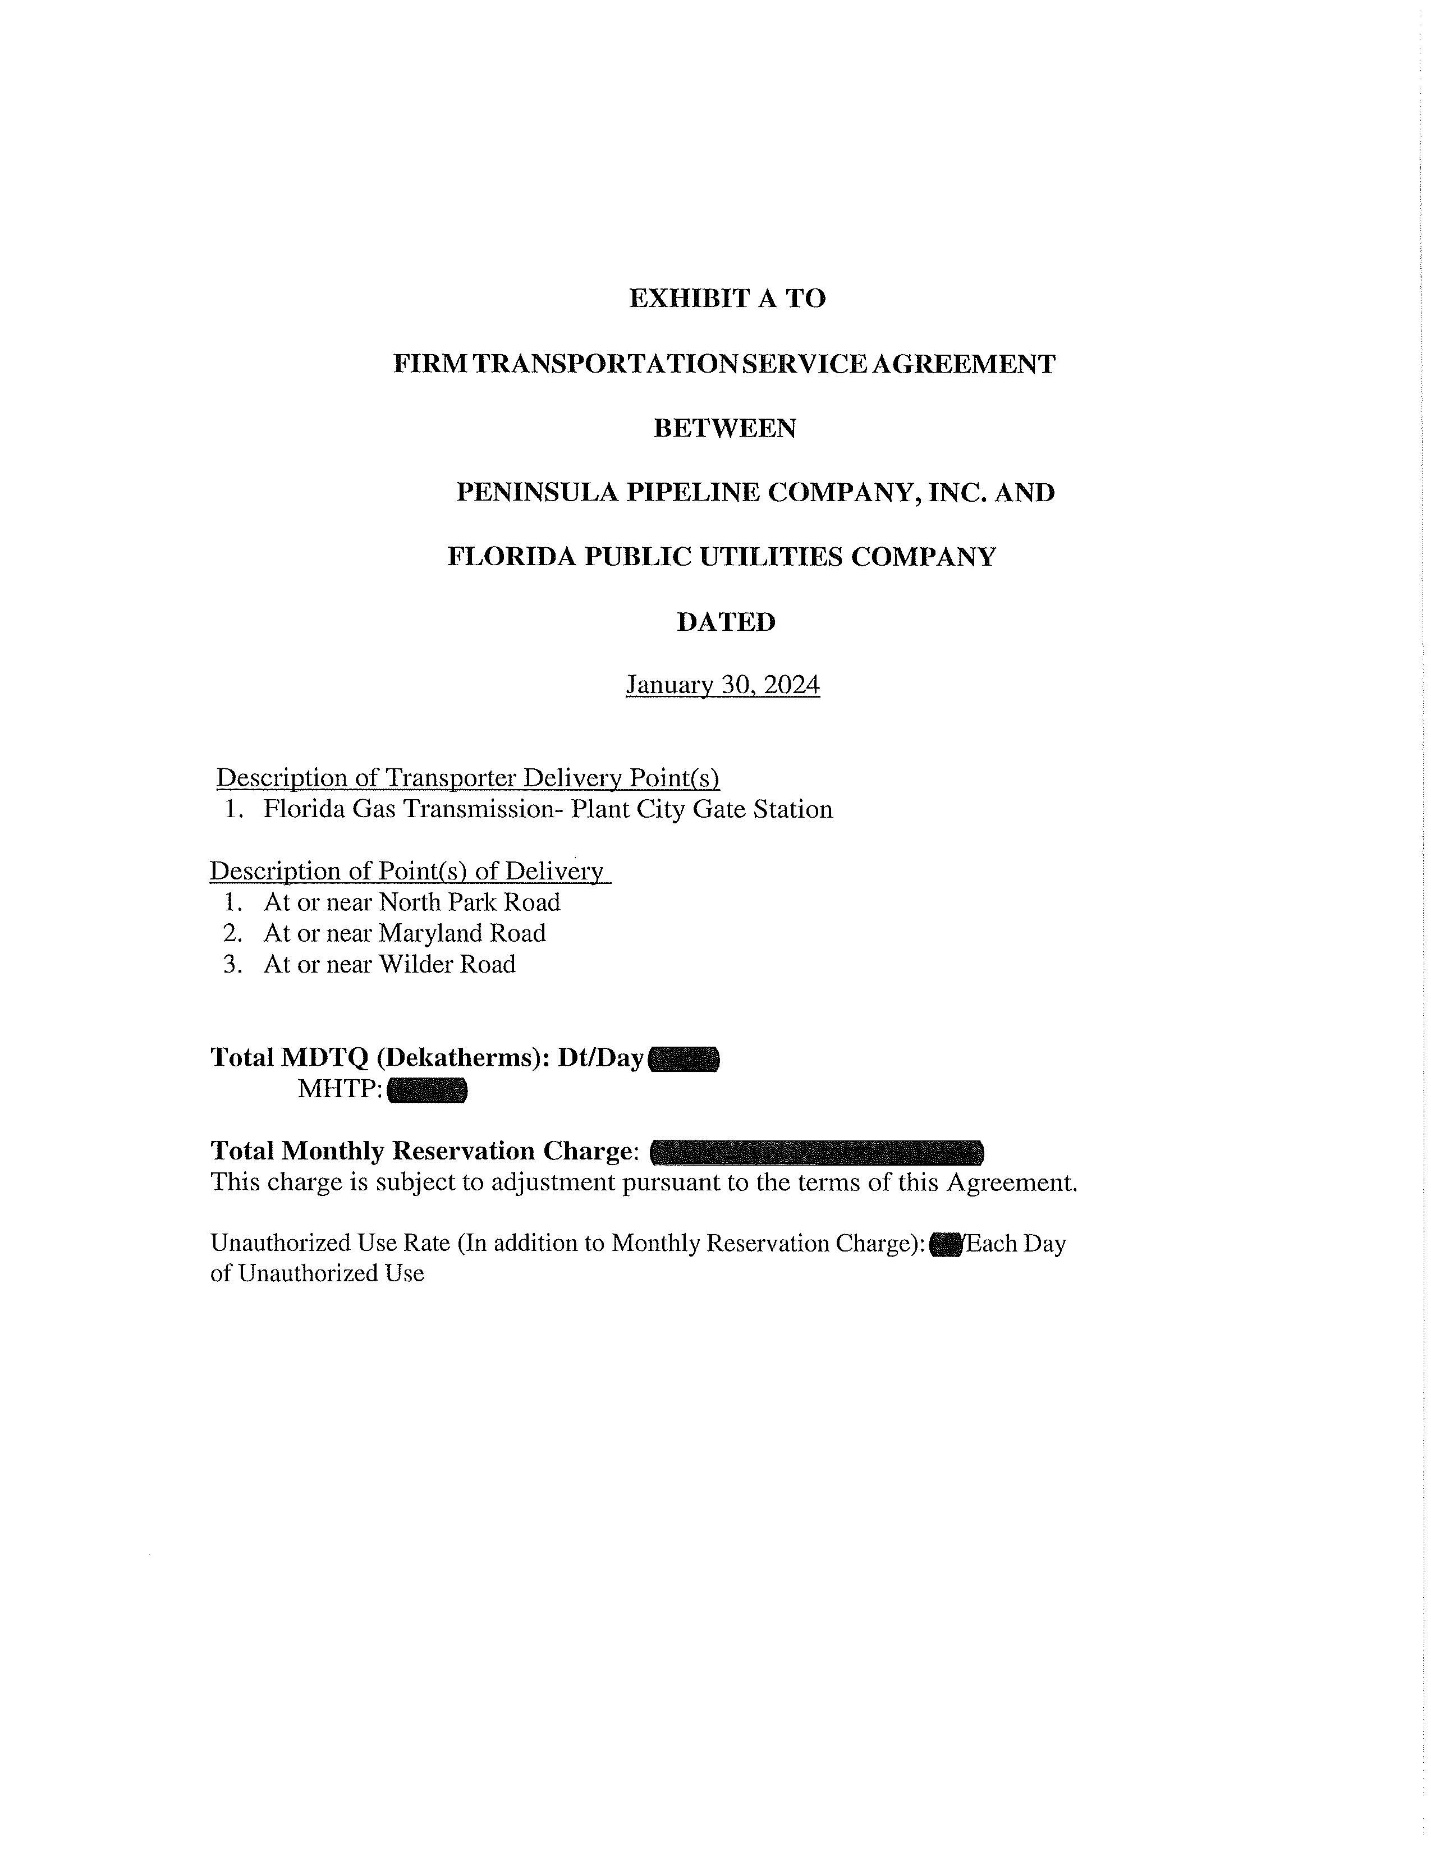 EXHIBIT A TO
FIRM TRANSPORTATION SERVICE AGREEMENT
BETWEEN
PENINSULA PIPELINE COMPANY, INC. AND
FLORIDA PUBLIC UTILITIES COMPANY
DATED
January 30, 2024
Description of Transporter Delivery Point(s)
1. Florida Gas Transmission- Plant City Gate Station
Description of Point(s) of Delivery
1. At or near North Park Road
2. At or near Maryland Road
3. At or near Wilder Road
Total MDTQ (Dekatherms): Dt/Day
MHTP:
Total Monthly Reservation Charge:
This charge is subject to adjustment pursuant to the terms of this Agreement.
Unauthorized Use Rate (In addition to Monthly Reservation Charge): /Each Day
of Unauthorized Use